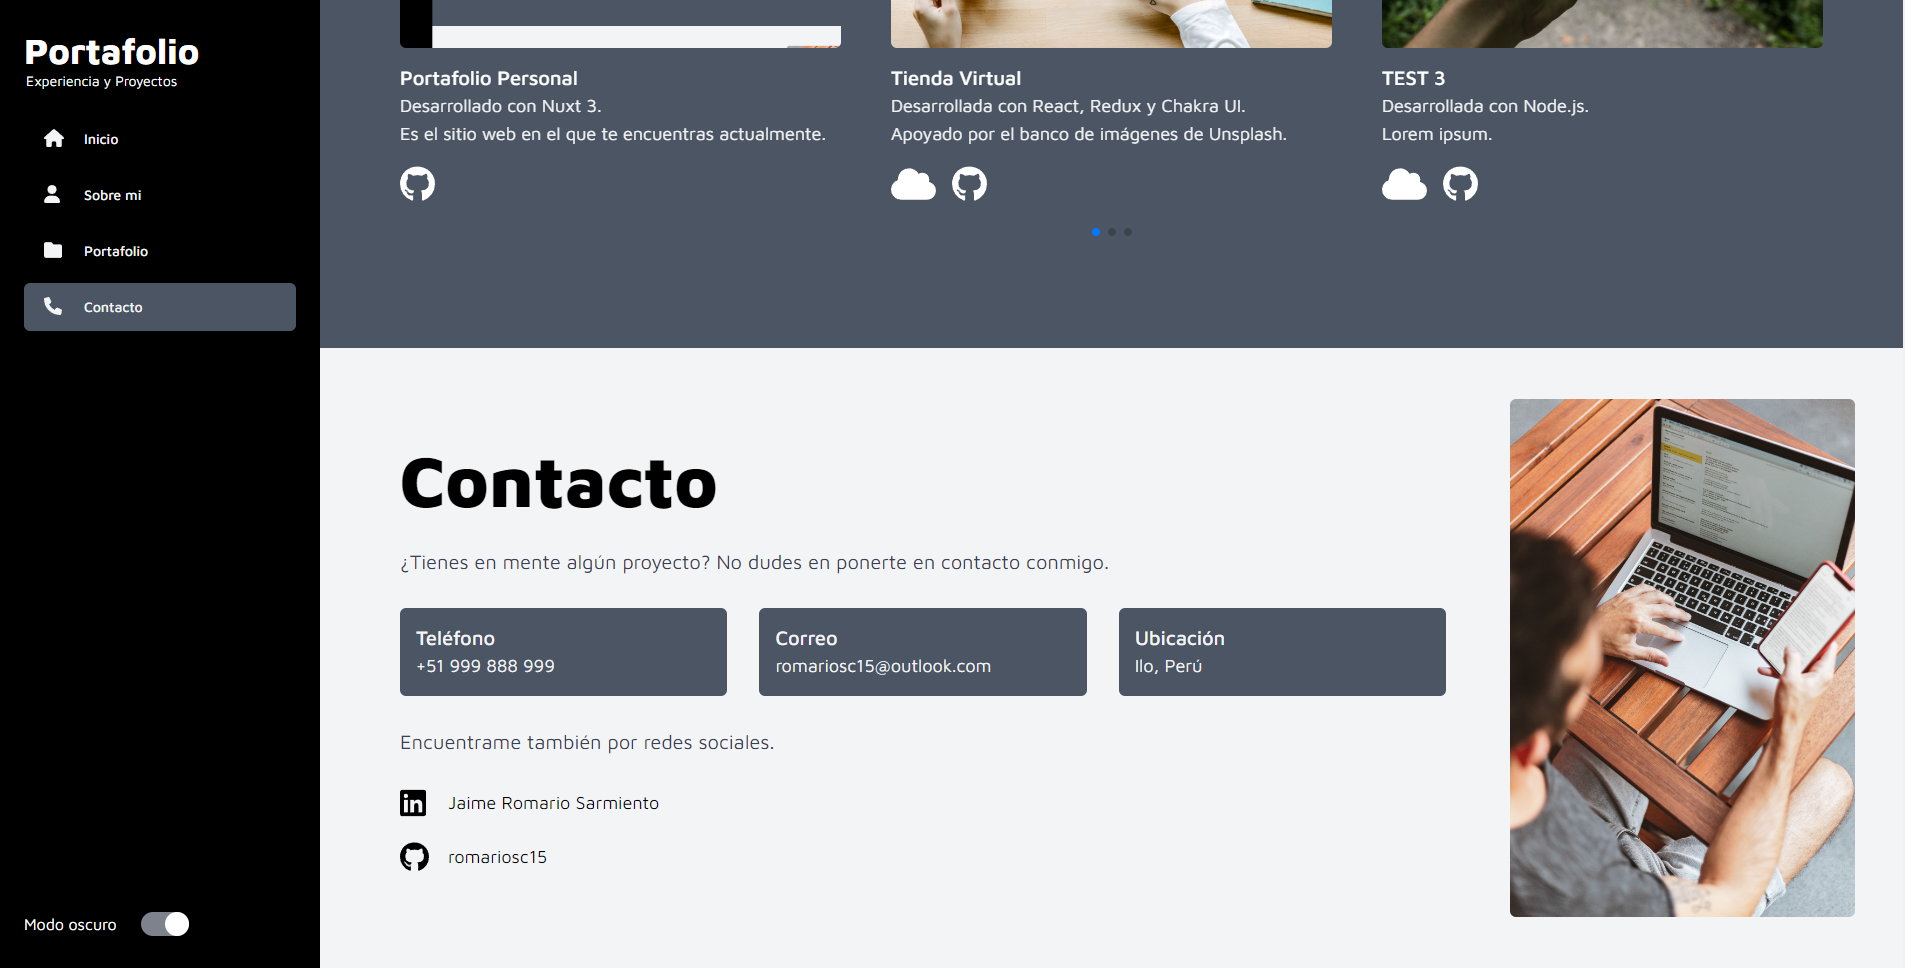 Portafolio
Experiencia y Proyectos
Inicio
Sobre mi
Portafolio
Contacto
Modo oscuro
Portafolio Personal
Desarrollado con Nuxt 3.
Es el sitio web en el que te encuentras actualmente.
Tienda Virtual
Desarrollada con React, Redux y Chakra UI.
Apoyado por el banco de imágenes de Unsplash.
TEST 3
Desarrollada con Node.js.
Lorem ipsum.
Contacto
¿Tienes en mente algún proyecto? No dudes en ponerte en contacto conmigo.
Teléfono
+51 999 888 999
Correo
romariosc15@outlook.com
Ubicación
Ilo, Perú
Encuentrame también por redes sociales.
in
Jaime Romario Sarmiento
romariosc15